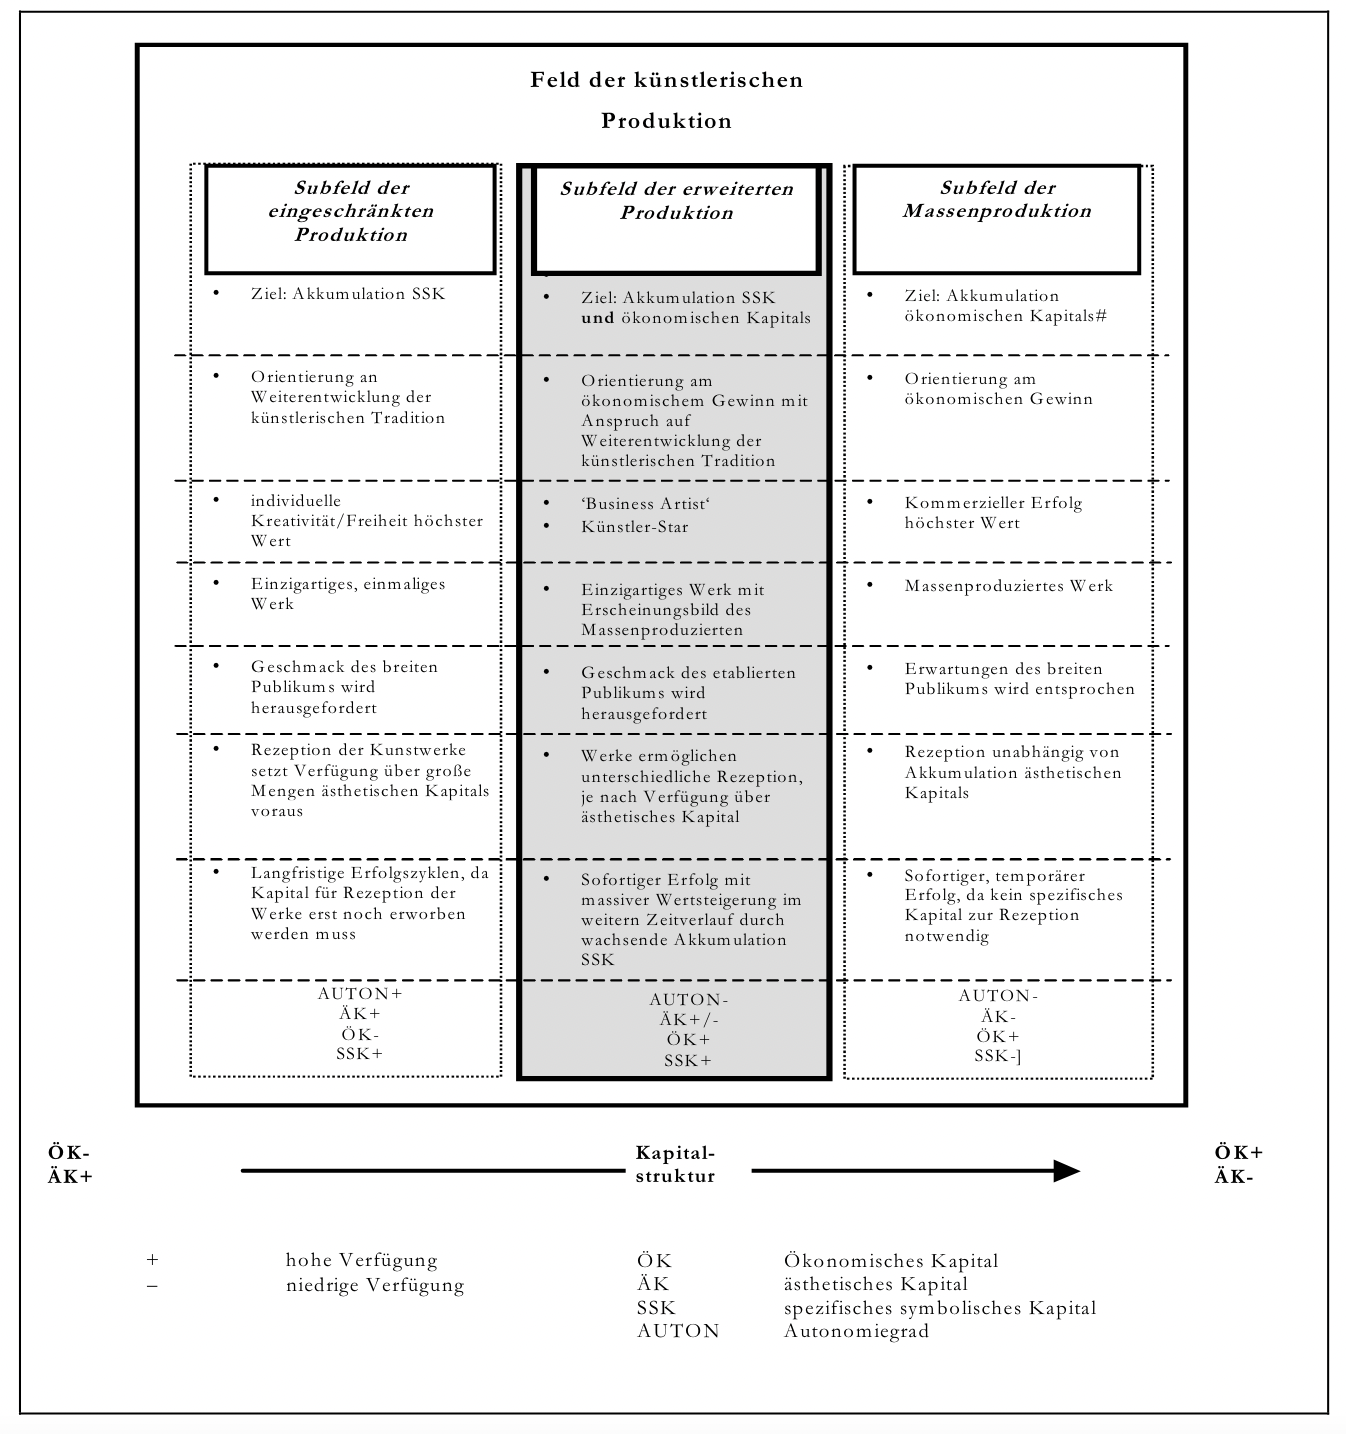 Feld der künstlerischen
Produktion
Subfeld der
eingeschränkten
Produktion
• Ziel: Akkumulation SSK
• Orientierung an
Weiterentwicklung der
künstlerischen Tradition
• individuelle
Kreativität/Freiheit höchster
Wert
• Einzigartiges, einmaliges
Werk
• Geschmack des breiten
Publikums wird
herausgefordert
• Rezeption der Kunstwerke
setzt Verfügung über große
Mengen ästhetischen Kapitals
voraus
• Langfristige Erfolgszyklen, da
Kapital für Rezeption der
Werke erst noch erworben
werden muss
AUTON+
ÄK+
ÖK-
SSK+
Subfeld der erweiterten
Produktion
• Ziel: Akkumulation SSK
und ökonomischen Kapitals
• Orientierung am
ökonomischem Gewinn mit
Anspruch auf
Weiterentwicklung der
künstlerischen Tradition
• ‘Business Artist‘
• Künstler-Star
• Einzigartiges Werk mit
Erscheinungsbild des
Massenproduzierten
• Geschmack des etablierten
Publikums wird
herausgefordert
• Werke ermöglichen
unterschiedliche Rezeption,
je nach Verfügung über
ästhetisches Kapital
• Sofortiger Erfolg mit
massiver Wertsteigerung im
weitern Zeitverlauf durch
wachsende Akkumulation
SSK
AUTON-
ÄK+/-
ÖK+
SSK+
Subfeld der
Massenproduktion
• Ziel: Akkumulation
ökonomischen Kapitals#
• Orientierung am
ökonomischen Gewinn
• Kommerzieller Erfolg
höchster Wert
• Massenproduziertes Werk
• Erwartungen des breiten
Publikums wird entsprochen
• Rezeption unabhängig von
Akkumulation ästhetischen
Kapitals
• Sofortiger, temporärer
Erfolg, da kein spezifisches
Kapital zur Rezeption
notwendig
AUTON-
ÄK-
ÖK+
SSK-]
ÖK-
ÄK+
Kapital-
struktur
ÖK+
ÄK-
+ hohe Verfügung
– niedrige Verfügung
ÖK Ökonomisches Kapital
ÄK ästhetisches Kapital
SSK spezifisches symbolisches Kapital
AUTON Autonomiegrad